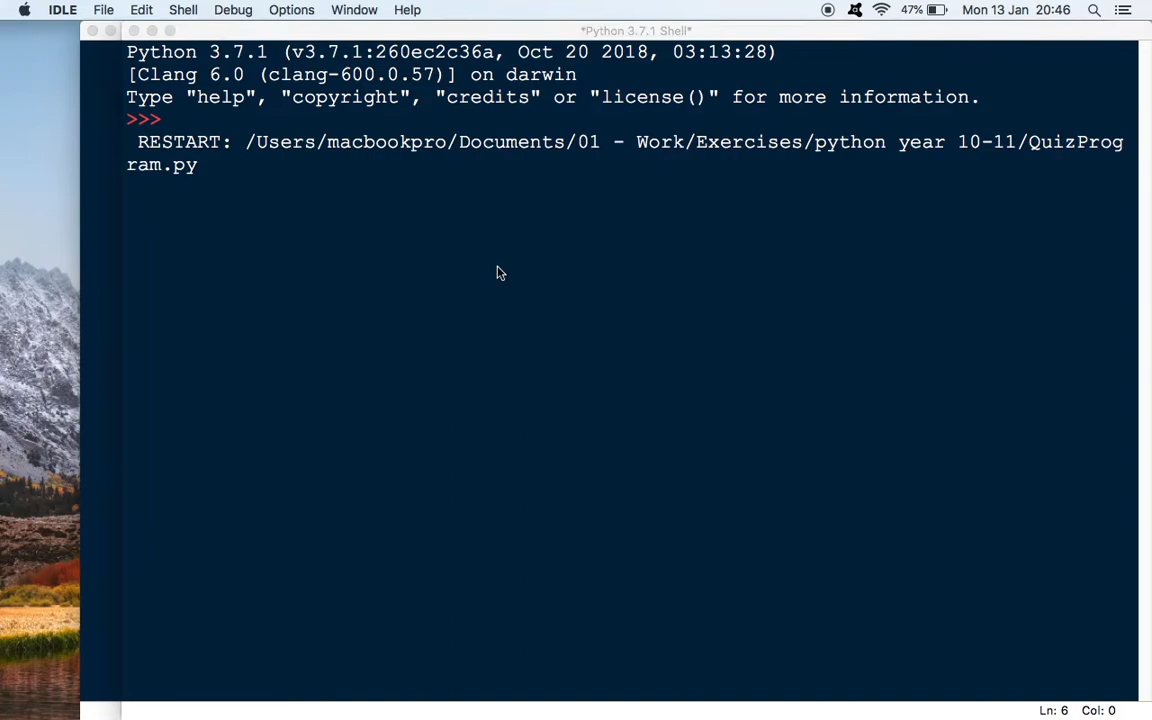 IDLE File Edit Shell Debug Options Window Help 47% Mon 13 Jan 20:46
*Python 3.7.1 Shell*
Python 3.7.1 (v3.7.1:260ec2c36a, Oct 20 2018, 03:13:28)
[Clang 6.0 (clang-600.0.57)] on darwin
Type "help", "copyright", "credits" or "license()" for more information.
>>>
RESTART: /Users/macbookpro/Documents/01 - Work/Exercises/python year 10-11/QuizProg
ram.py
Ln: 6 Col: 0